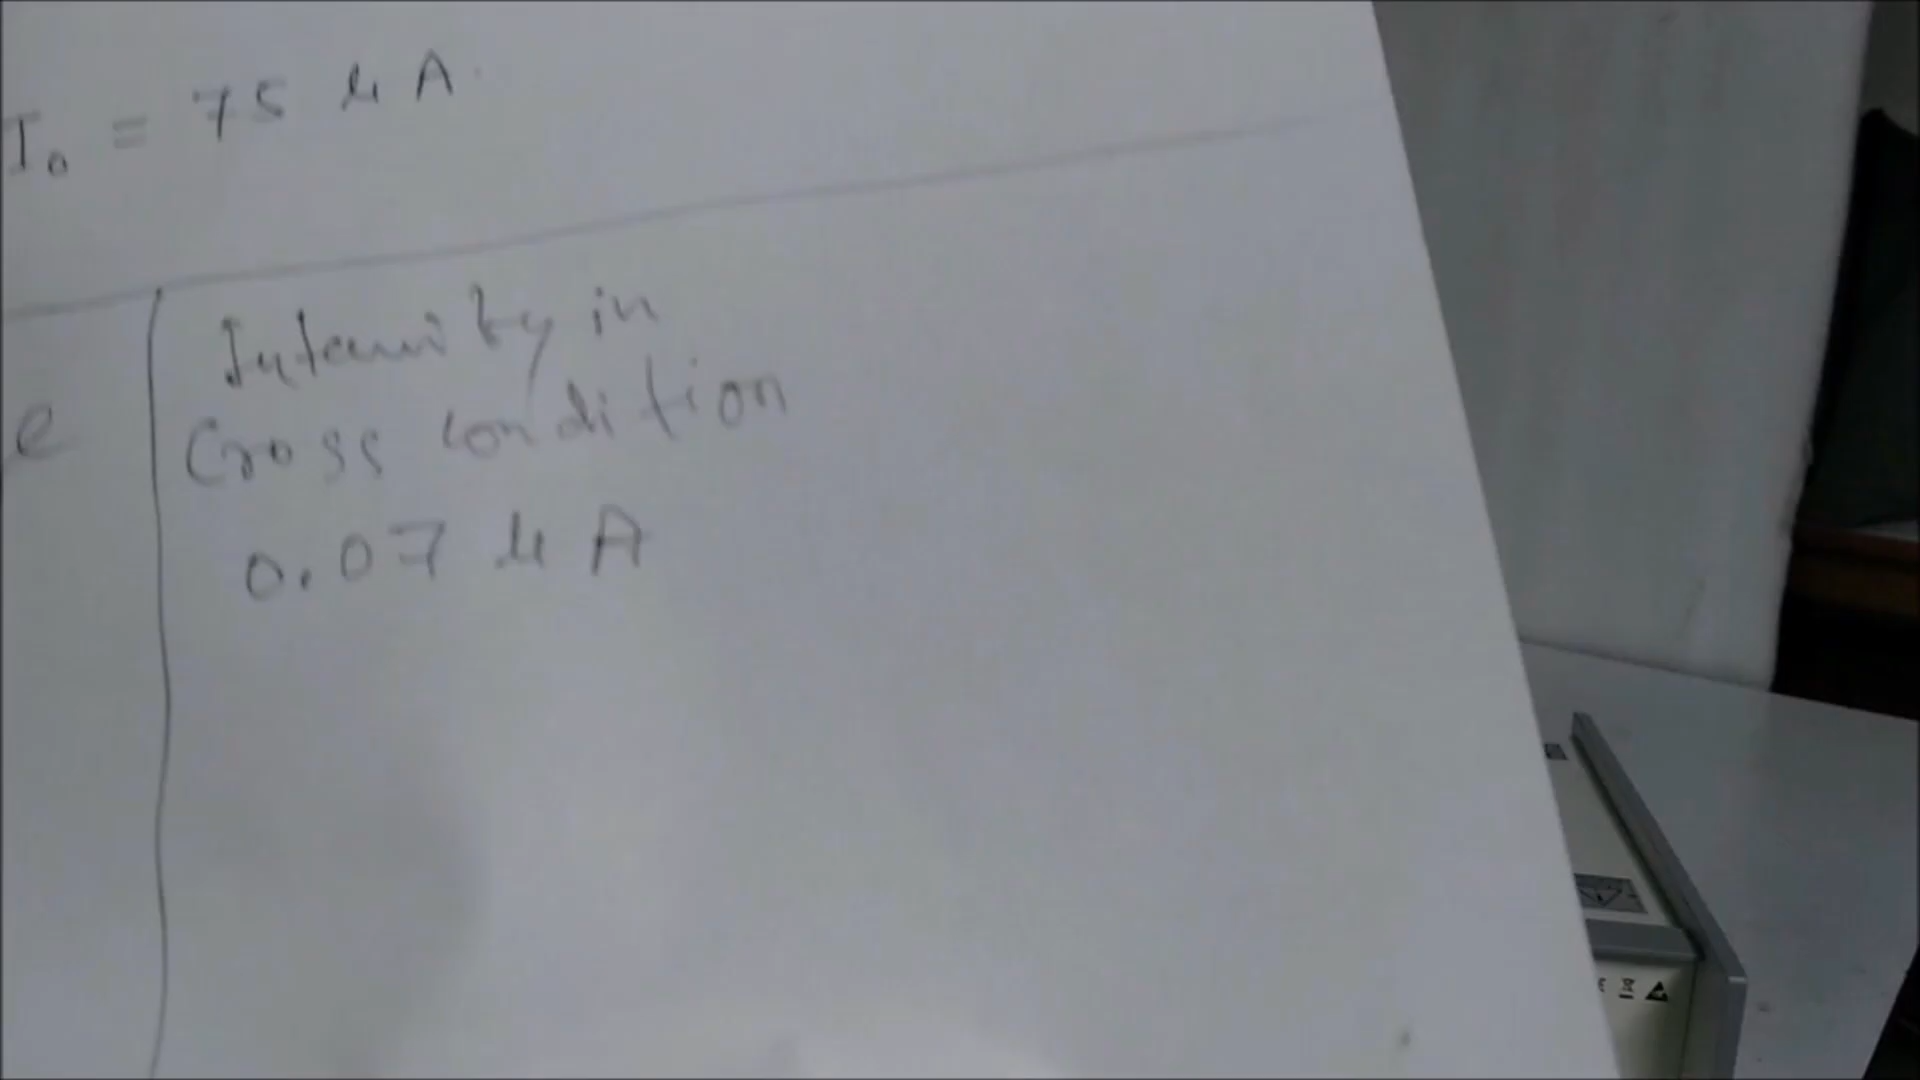 I₀ = 75 μA
e
Intensity in
Cross condition
0.07 μA